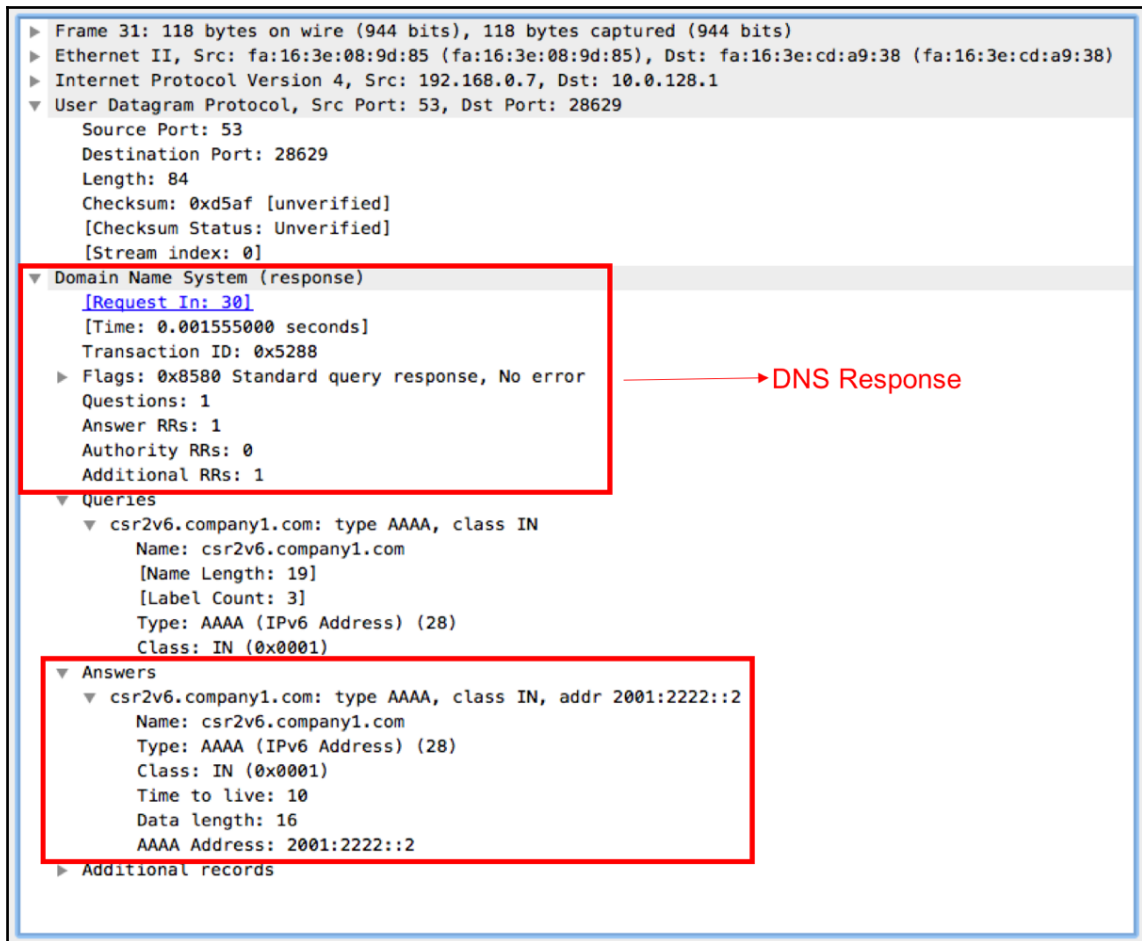 Frame 31: 118 bytes on wire (944 bits), 118 bytes captured (944 bits)
Ethernet II, Src: fa:16:3e:08:9d:85 (fa:16:3e:08:9d:85), Dst: fa:16:3e:cd:a9:38 (fa:16:3e:cd:a9:38)
Internet Protocol Version 4, Src: 192.168.0.7, Dst: 10.0.128.1
User Datagram Protocol, Src Port: 53, Dst Port: 28629
Source Port: 53
Destination Port: 28629
Length: 84
Checksum: 0xd5af [unverified]
[Checksum Status: Unverified]
[Stream index: 0]
Domain Name System (response)
[Request In: 30]
[Time: 0.001555000 seconds]
Transaction ID: 0x5288
Flags: 0x8580 Standard query response, No error
DNS Response
Questions: 1
Answer RRs: 1
Authority RRs: 0
Additional RRs: 1
Queries
csr2v6.company1.com: type AAAA, class IN
Name: csr2v6.company1.com
[Name Length: 19]
[Label Count: 3]
Type: AAAA (IPv6 Address) (28)
Class: IN (0x0001)
Answers
csr2v6.company1.com: type AAAA, class IN, addr 2001:2222::2
Name: csr2v6.company1.com
Type: AAAA (IPv6 Address) (28)
Class: IN (0x0001)
Time to live: 10
Data length: 16
AAAA Address: 2001:2222::2
Additional records